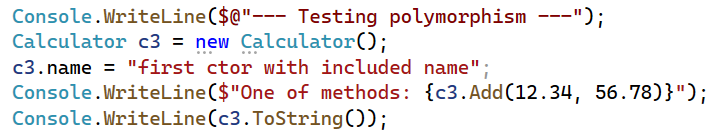 Console.WriteLine($@"--- Testing polymorphism ---");
Calculator c3 = new Calculator();
c3.name = "first ctor with included name";
Console.WriteLine($"One of methods: {c3.Add(12.34, 56.78)}");
Console.WriteLine(c3.ToString());